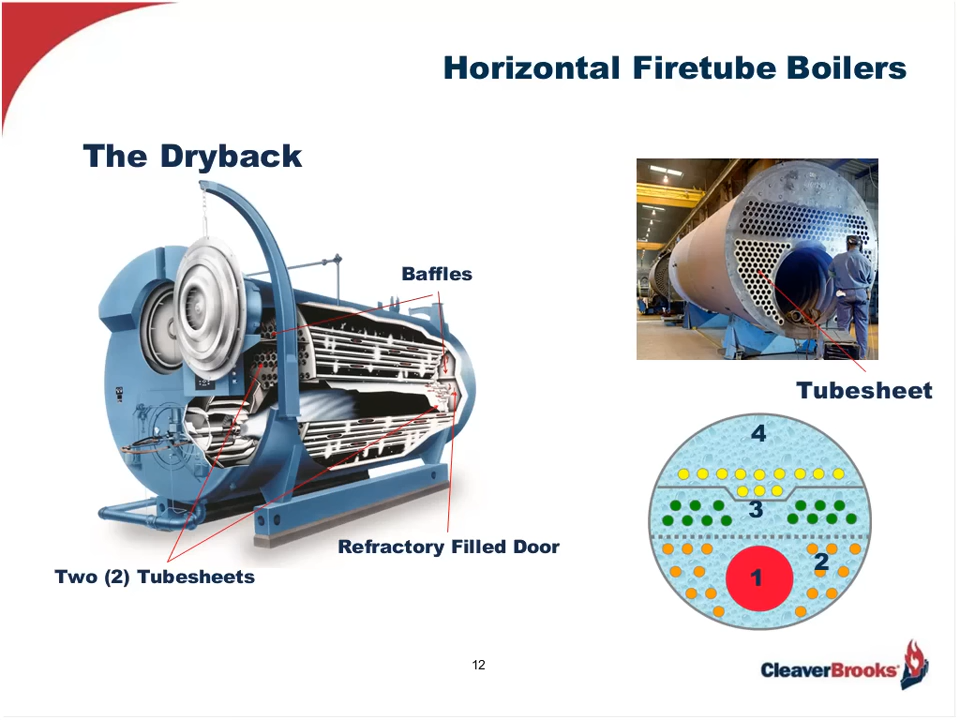 Horizontal Firetube Boilers
The Dryback
Baffles
Tubesheet
4
3
2
1
Refractory Filled Door
Two (2) Tubesheets
12
CleaverBrooks